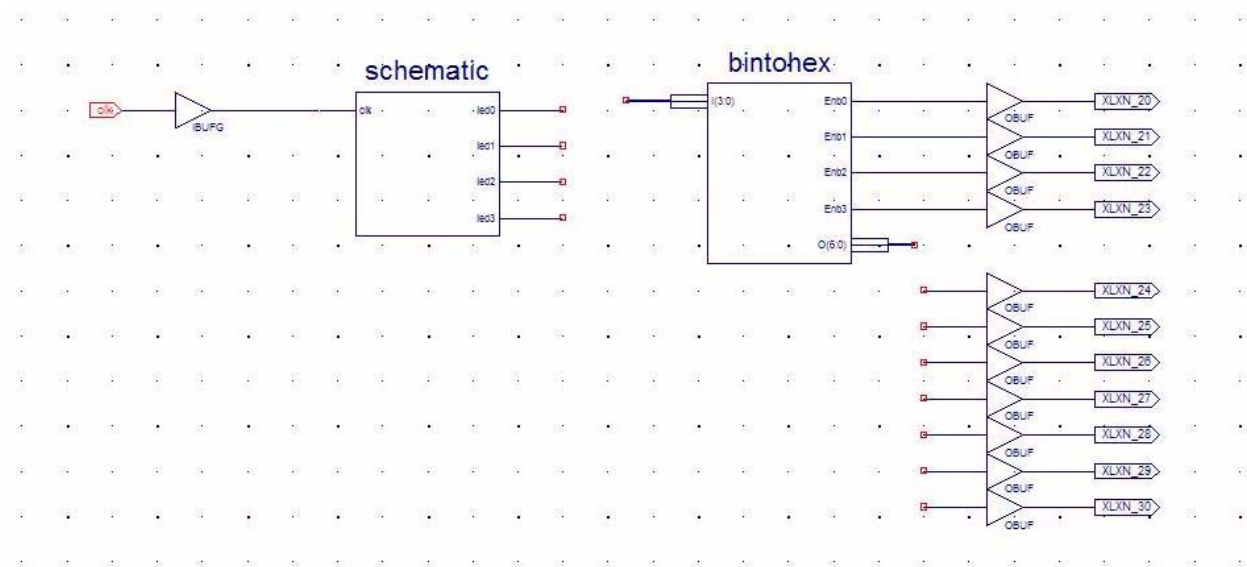 schematic
bintohex
clk
IBUFG
clk
led0
led1
led2
led3
I(3:0)
Enb0
Enb1
Enb2
Enb3
O(6:0)
OBUF
XLXN_20
OBUF
XLXN_21
OBUF
XLXN_22
OBUF
XLXN_23
OBUF
XLXN_24
OBUF
XLXN_25
OBUF
XLXN_26
OBUF
XLXN_27
OBUF
XLXN_28
OBUF
XLXN_29
OBUF
XLXN_30